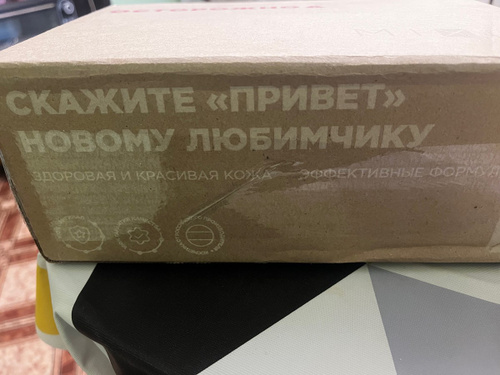 СКАЖИТЕ «ПРИВЕТ»
НОВОМУ ЛЮБИМЧИКУ
ЗДОРОВАЯ И КРАСИВАЯ КОЖА ЭФФЕКТИВНЫЕ ФОРМУЛ